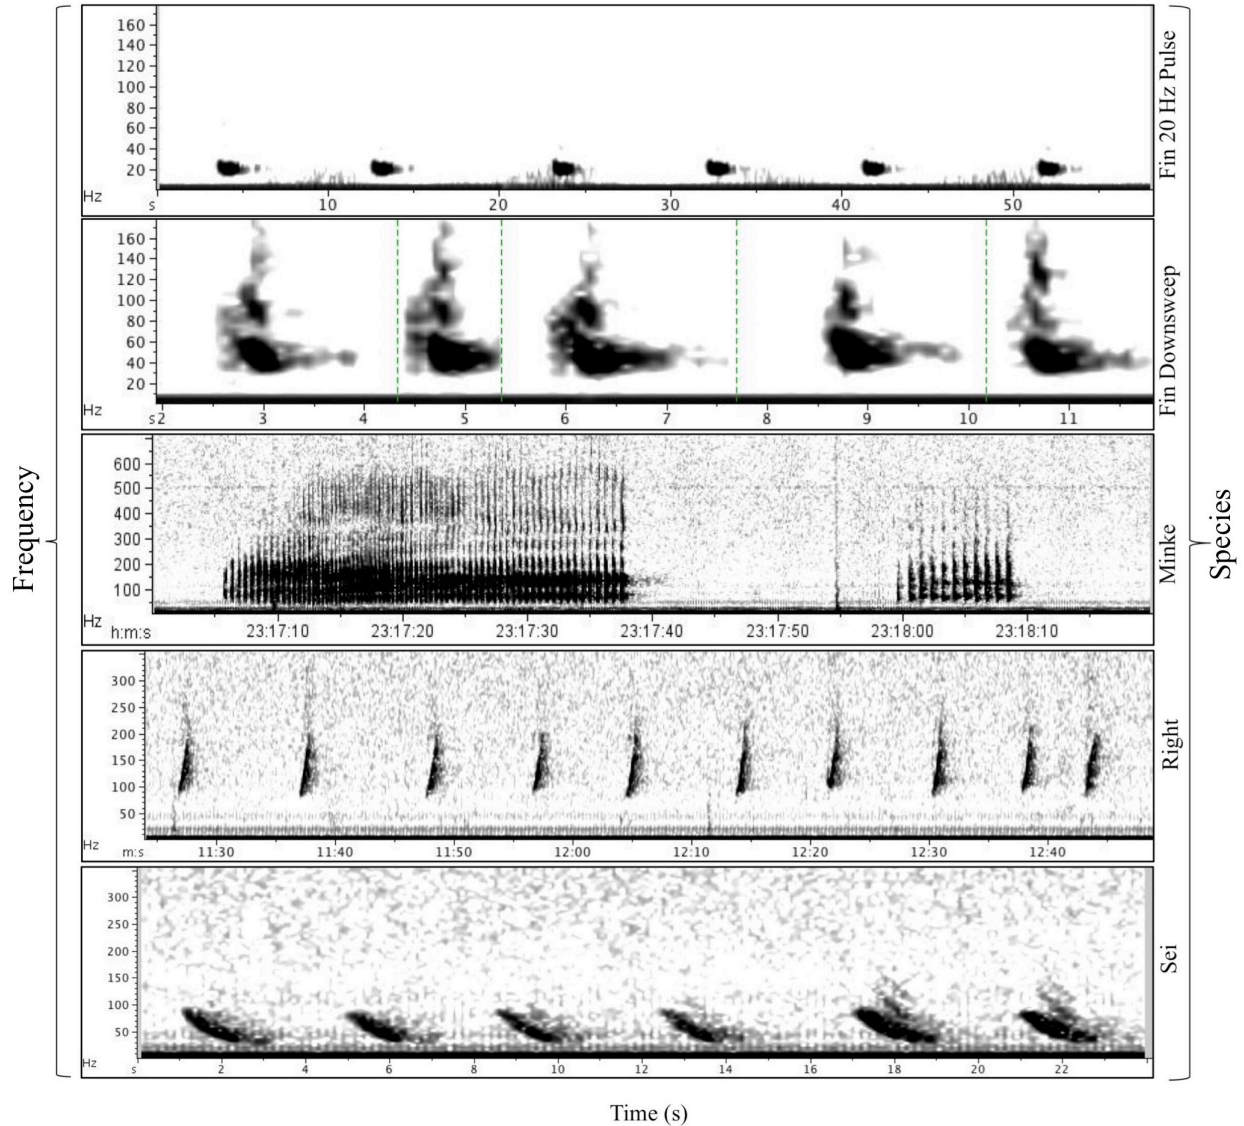 Frequency
Species
160
140
120
100
80
60
40
20
Hz
s 10 20 30 40 50
Fin 20 Hz Pulse
160
140
120
100
80
60
40
20
Hz
s2 3 4 5 6 7 8 9 10 11
Fin Downsweep
600
500
400
300
200
100
Hz
h:m:s 23:17:10 23:17:20 23:17:30 23:17:40 23:17:50 23:18:00 23:18:10
Minke
300
250
200
150
100
50
Hz
m:s 11:30 11:40 11:50 12:00 12:10 12:20 12:30 12:40
Right
300
250
200
150
100
50
Hz
s 2 4 6 8 10 12 14 16 18 20 22
Sei
Time (s)